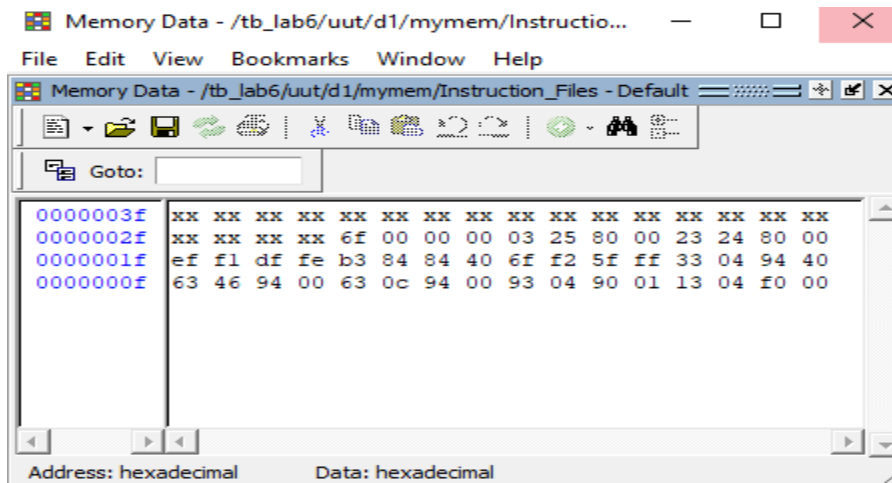 Memory Data - /tb_lab6/uut/d1/mymem/Instructio...
File Edit View Bookmarks Window Help
Memory Data - /tb_lab6/uut/d1/mymem/Instruction_Files - Default
Goto:
0000003f xx xx xx xx xx xx xx xx xx xx xx xx xx xx xx xx
0000002f xx xx xx xx 6f 00 00 00 03 25 80 00 23 24 80 00
0000001f ef f1 df fe b3 84 84 40 6f f2 5f ff 33 04 94 40
0000000f 63 46 94 00 63 0c 94 00 93 04 90 01 13 04 f0 00
Address: hexadecimal Data: hexadecimal